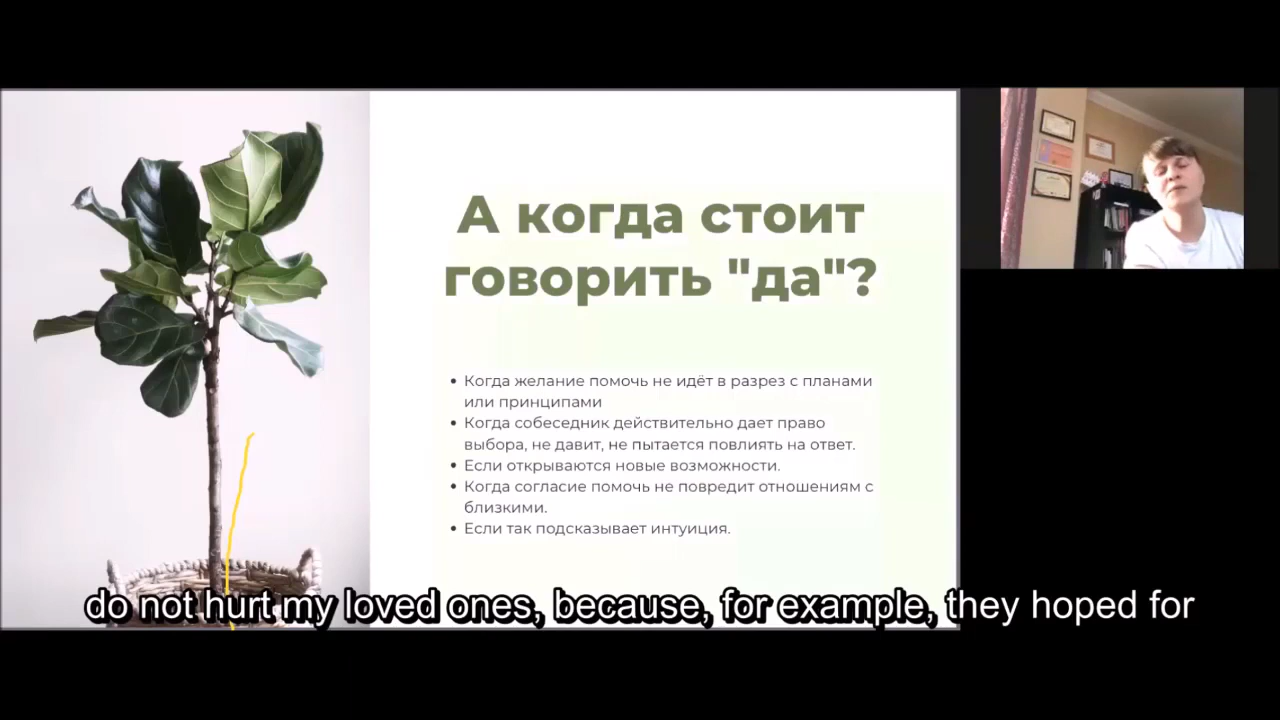 А когда стоит
говорить "да"?
• Когда желание помочь не идёт в разрез с планами
или принципами
• Когда собеседник действительно дает право
выбора, не давит, не пытается повлиять на ответ.
• Если открываются новые возможности.
• Когда согласие помочь не повредит отношениям с
близкими.
• Если так подсказывает интуиция.
do not hurt my loved ones, because, for example, they hoped for